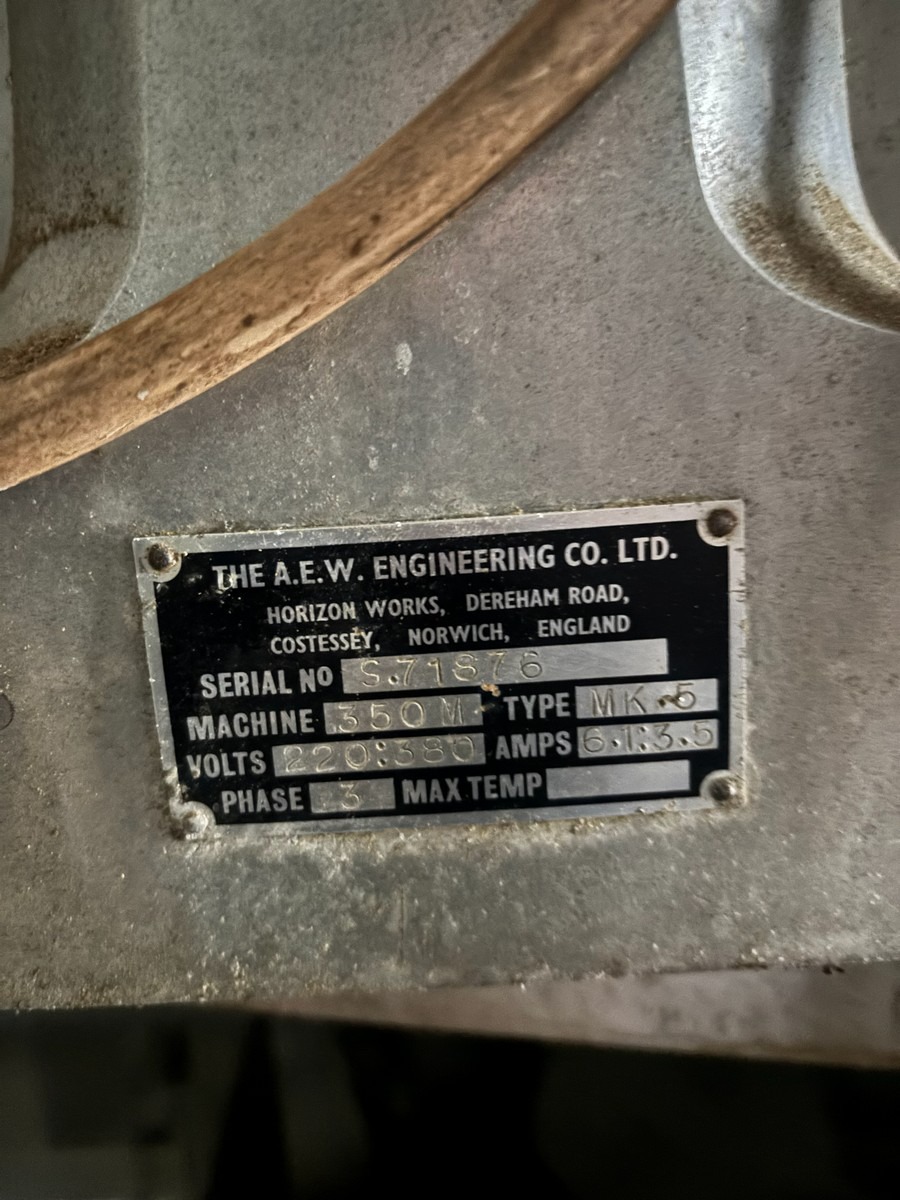 THE A.E.W. ENGINEERING CO. LTD.
HORIZON WORKS, DEREHAM ROAD,
COSTESSEY, NORWICH, ENGLAND
SERIAL NO S.71876
MACHINE 350 M. TYPE MK.5
VOLTS 220:380 AMPS 6.1:3.5
PHASE 3 MAX TEMP